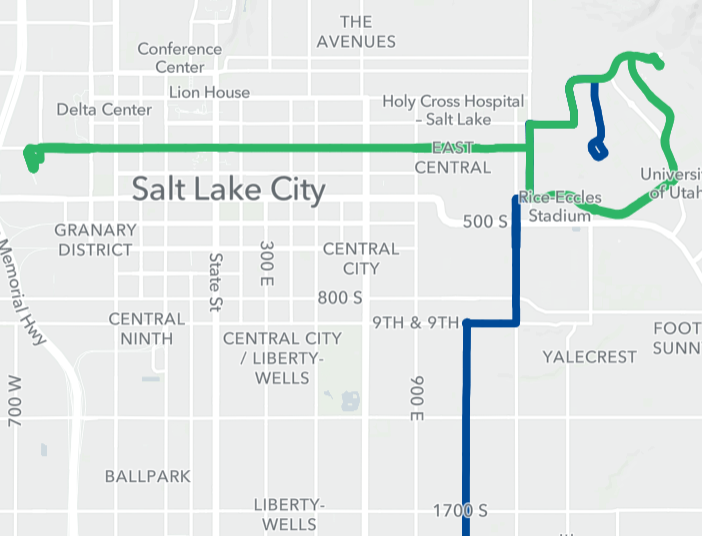 THE
AVENUES
Conference
Center
Lion House
Delta Center
Holy Cross Hospital
– Salt Lake
EAST
CENTRAL
Salt Lake City
Universi
of Utah
Rice-Eccles
Stadium
500 S
GRANARY
DISTRICT
Memorial Hwy
State St
300 E
CENTRAL
CITY
800 S
CENTRAL
NINTH
9TH & 9TH
CENTRAL CITY
/ LIBERTY-
WELLS
FOOT
SUNN
YALECREST
700 W
900 E
BALLPARK
LIBERTY-
WELLS
1700 S